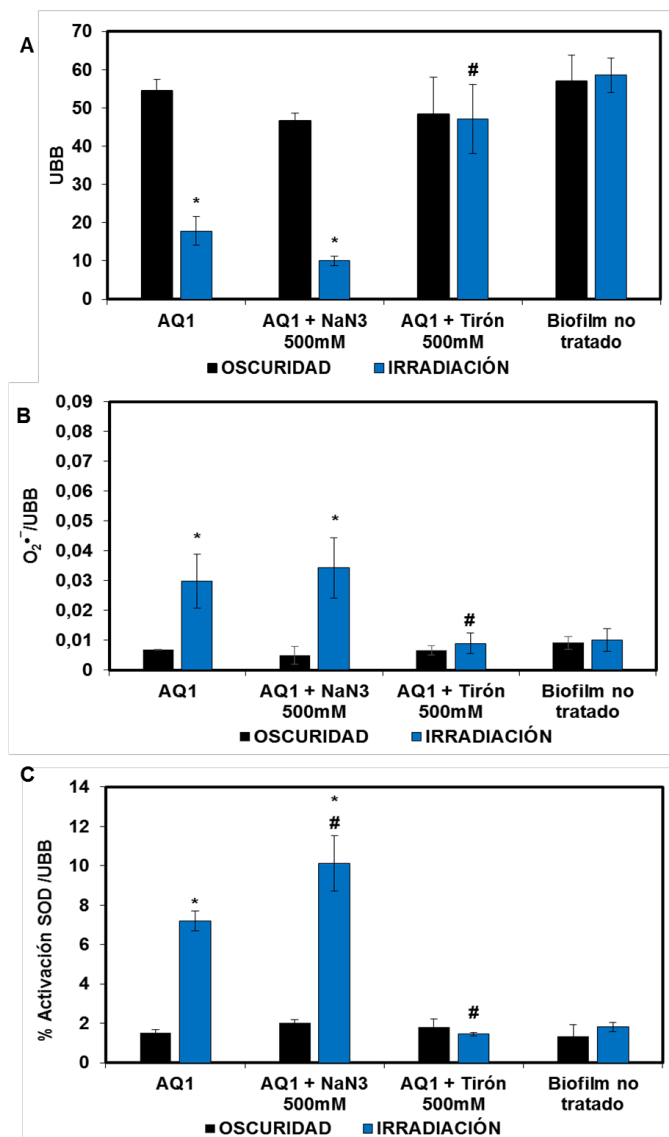 A
70
60
50
40
30
20
10
0
UBB
*
*
#
AQ1
AQ1 + NaN3
500mM
AQ1 + Tirón
500mM
Biofilm no
tratado
OSCURIDAD
IRRADIACIÓN
B
0,09
0,08
0,07
0,06
0,05
0,04
0,03
0,02
0,01
0
O₂•⁻/UBB
*
*
#
AQ1
AQ1 + NaN3
500mM
AQ1 + Tirón
500mM
Biofilm no
tratado
OSCURIDAD
IRRADIACIÓN
C
14
12
10
8
6
4
2
0
% Activación SOD /UBB
*
*
#
#
AQ1
AQ1 + NaN3
500mM
AQ1 + Tirón
500mM
Biofilm no
tratado
OSCURIDAD
IRRADIACIÓN